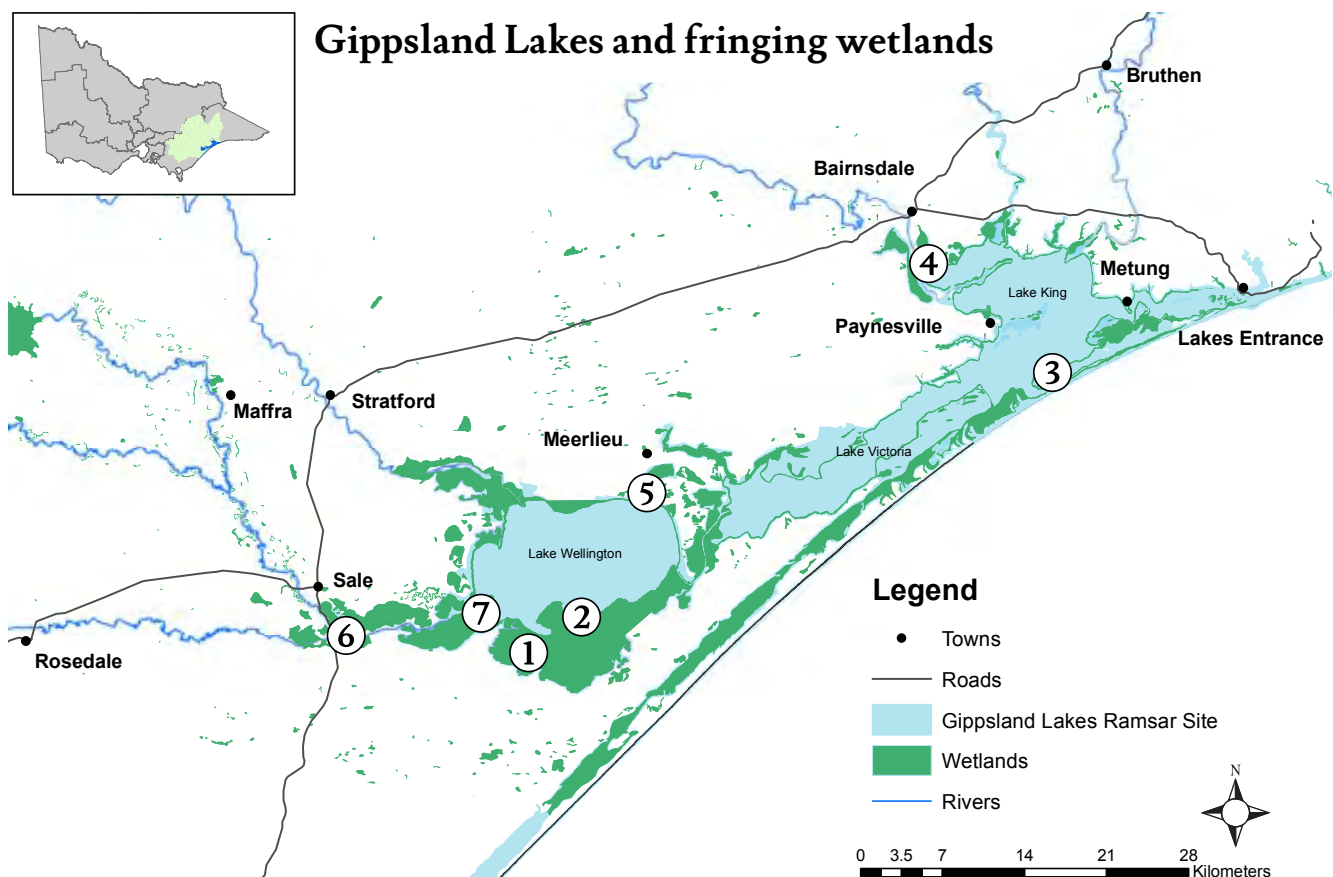 Gippsland Lakes and fringing wetlands
Bruthen
Bairnsdale
4
Metung
Lake King
Paynesville
Lakes Entrance
3
Maffra
Stratford
Meerlieu
Lake Victoria
5
Lake Wellington
Sale
7
2
6
1
Rosedale
Legend
Towns
Roads
Gippsland Lakes Ramsar Site
Wetlands
Rivers
N
0 3.5 7 14 21 28
Kilometers